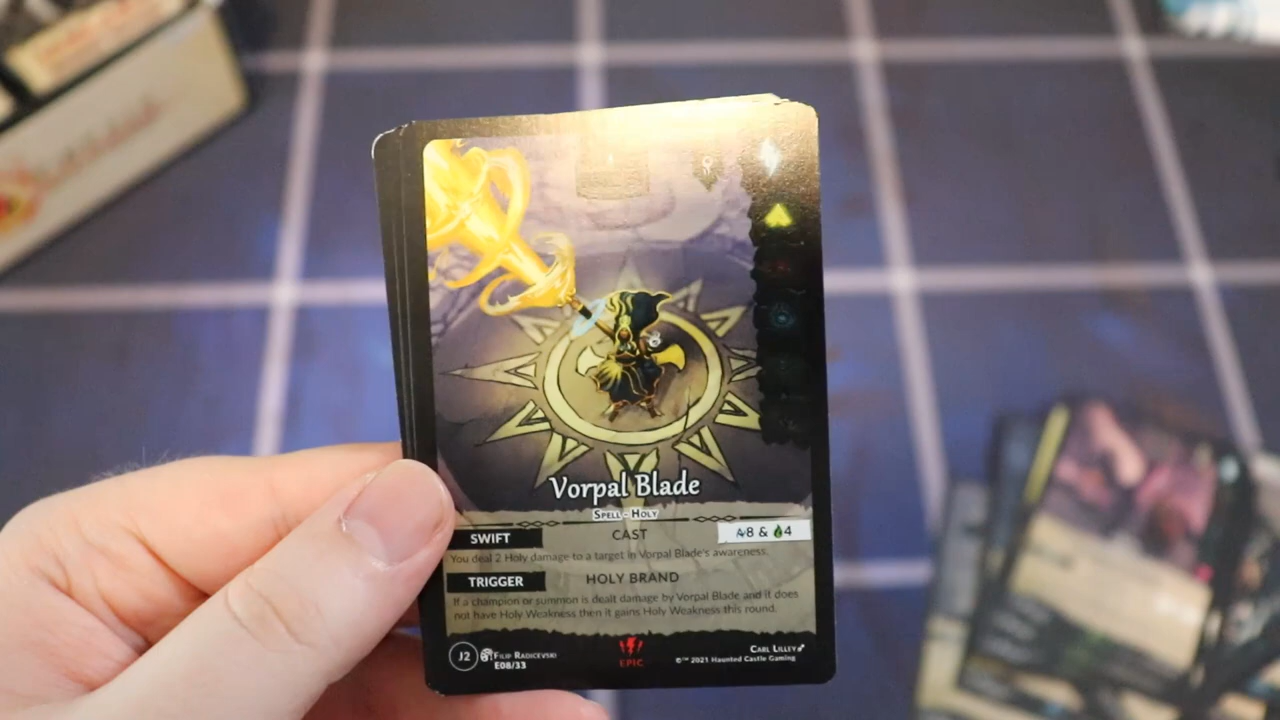 Vorpal Blade
Spell - Holy
SWIFT CAST A8 & 4
You deal 2 Holy damage to a target in Vorpal Blade's awareness.
TRIGGER HOLY BRAND
If a champion or summon is dealt damage by Vorpal Blade and it does
not have Holy Weakness then it gains Holy Weakness this round.
J2 Filip Radicevski EPIC Carl Lilley
E08/33 ©™ 2021 Haunted Castle Gaming